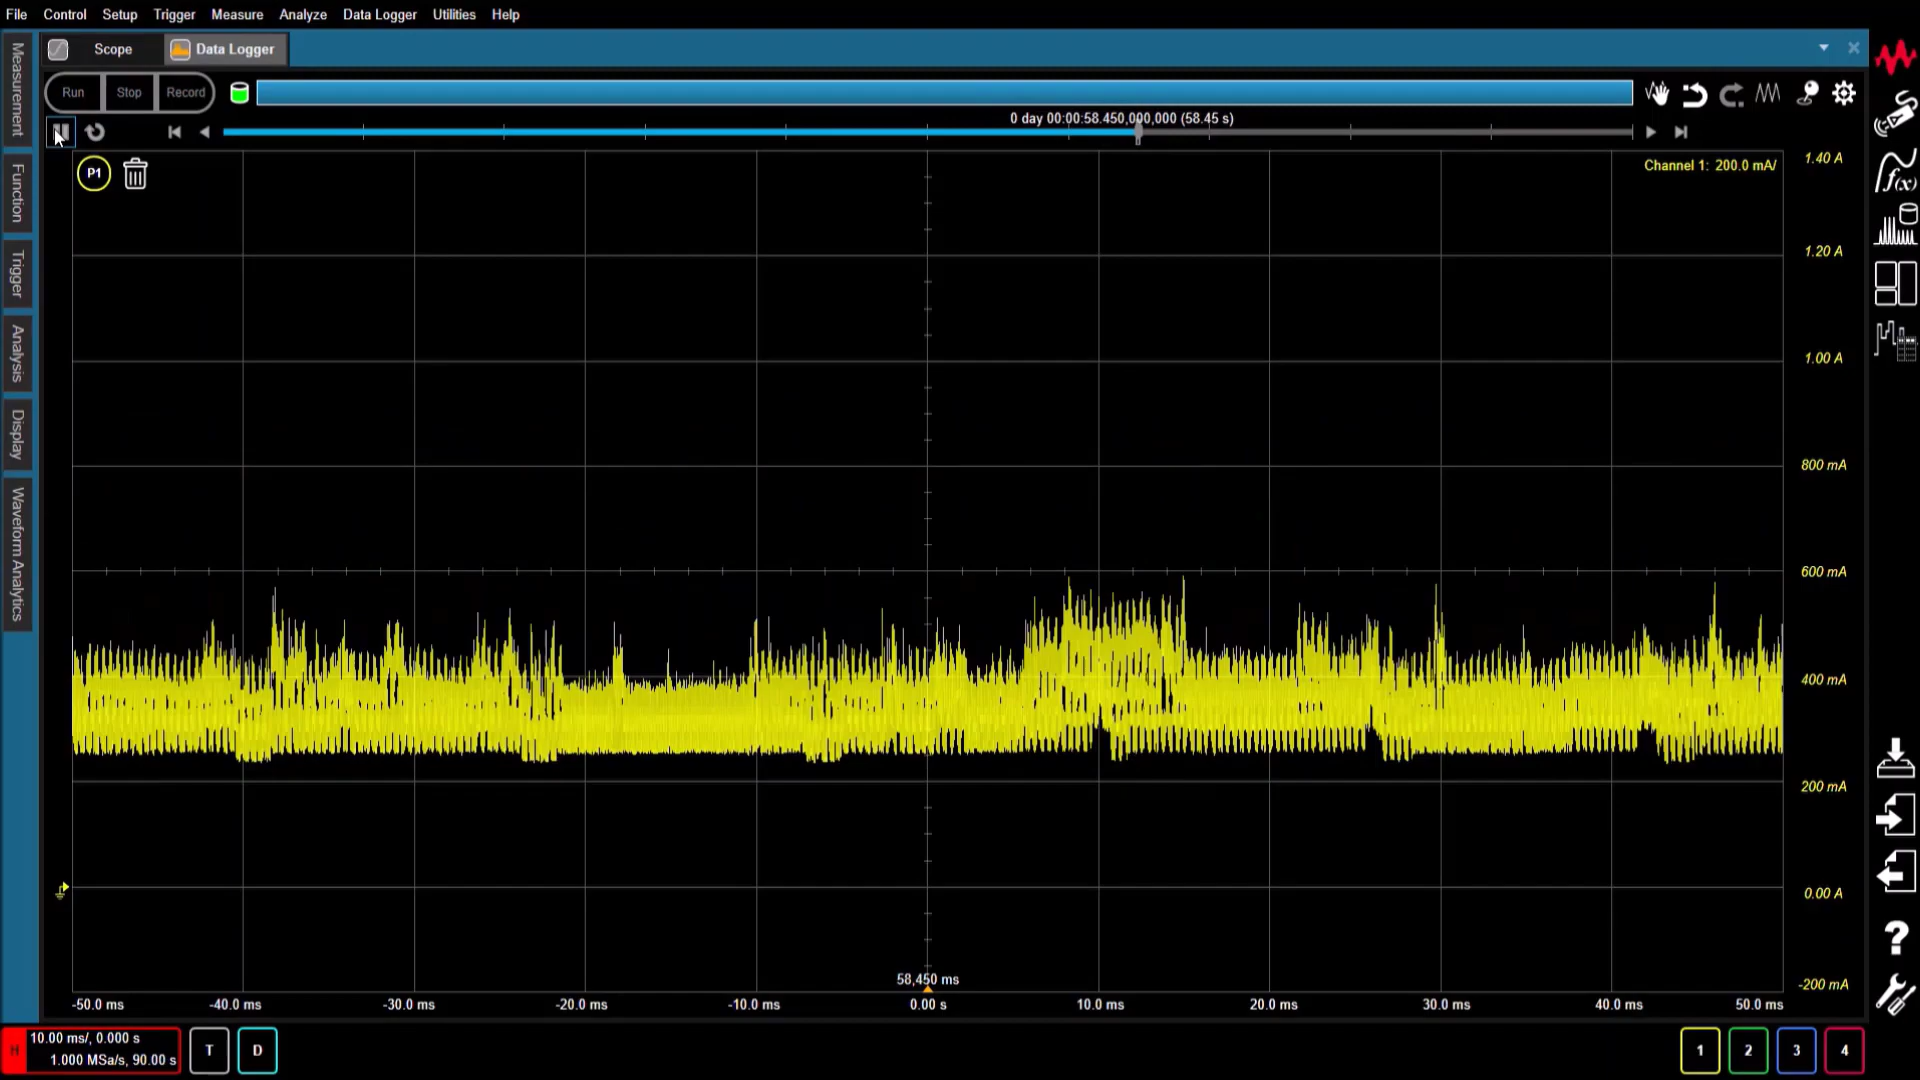 File Control Setup Trigger Measure Analyze Data Logger Utilities Help
Scope Data Logger
Run Stop Record
0 day 00:00:58.450,000,000 (58.45 s)
P1
Channel 1: 200.0 mA/
Measurement
Function
Trigger
Analysis
Display
Waveform Analytics
f(x)
1.40 A
1.20 A
1.00 A
800 mA
600 mA
400 mA
200 mA
0.00 A
-200 mA
58,450 ms
-50.0 ms -40.0 ms -30.0 ms -20.0 ms -10.0 ms 0.00 s 10.0 ms 20.0 ms 30.0 ms 40.0 ms 50.0 ms
H
10.00 ms/, 0.000 s
1.000 MSa/s, 90.00 s
T D
1 2 3 4